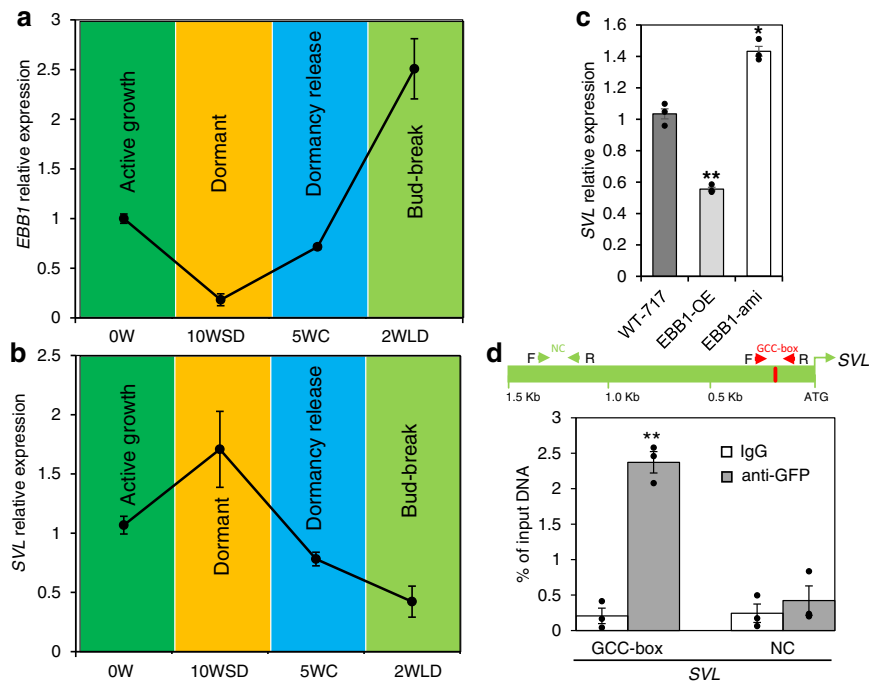 a
EBB1 relative expression
3
2.5
2
1.5
1
0.5
0
Active growth
Dormant
Dormancy release
Bud-break
0W 10WSD 5WC 2WLD
b
SVL relative expression
2.5
2
1.5
1
0.5
0
Active growth
Dormant
Dormancy release
Bud-break
0W 10WSD 5WC 2WLD
c
SVL relative expression
1.6
1.4
1.2
1
0.8
0.6
0.4
0.2
0
**
*
WT-717
EBB1-OE
EBB1-ami
d
F NC R F GCC-box R SVL
1.5 Kb 1.0 Kb 0.5 Kb ATG
% of input DNA
3
2.5
2
1.5
1
0.5
0
**
IgG
anti-GFP
GCC-box NC
SVL